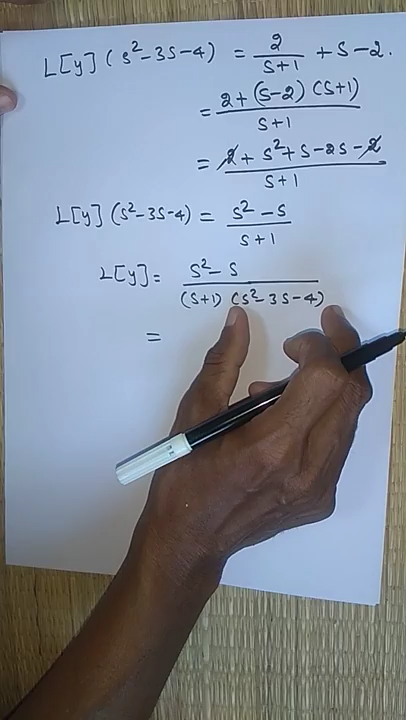 L[y] (s²-3s-4) = 2/(s+1) + s-2.
= (2+(s-2)(s+1))/(s+1)
= (2+s²+s-2s-2)/(s+1)
L[y] (s²-3s-4) = (s²-s)/(s+1)
L[y] = (s²-s)/((s+1)(s²-3s-4))
=